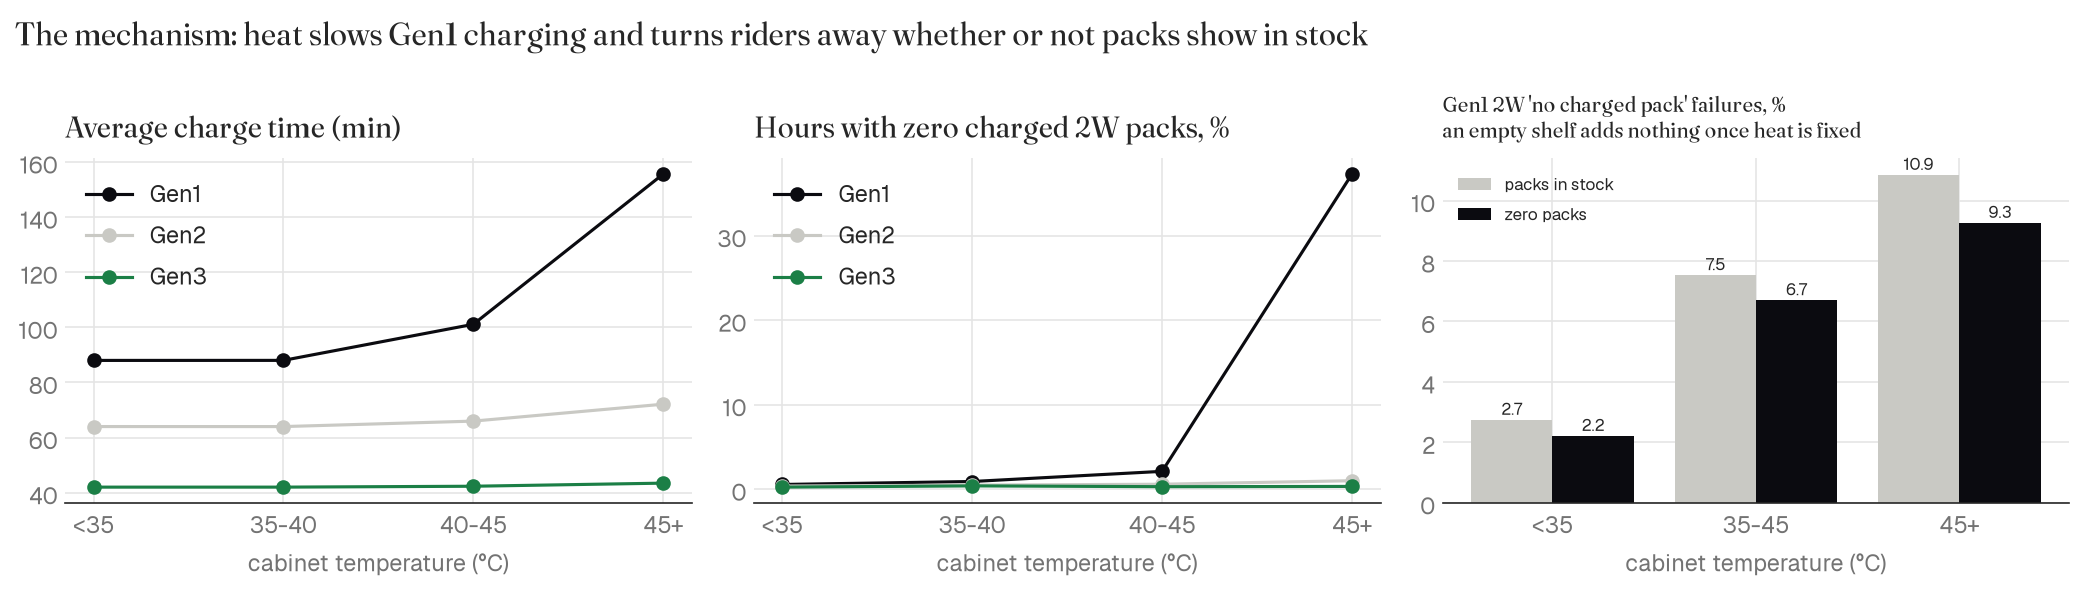 The mechanism: heat slows Gen1 charging and turns riders away whether or not packs show in stock
Average charge time (min)
160
140
120
100
80
60
40
Gen1
Gen2
Gen3
<35
35-40
40-45
45+
cabinet temperature (°C)
Hours with zero charged 2W packs, %
30
20
10
0
Gen1
Gen2
Gen3
<35
35-40
40-45
45+
cabinet temperature (°C)
Gen1 2W 'no charged pack' failures, %
an empty shelf adds nothing once heat is fixed
10
8
6
4
2
0
packs in stock
zero packs
2.7
2.2
7.5
6.7
10.9
9.3
<35
35-45
45+
cabinet temperature (°C)